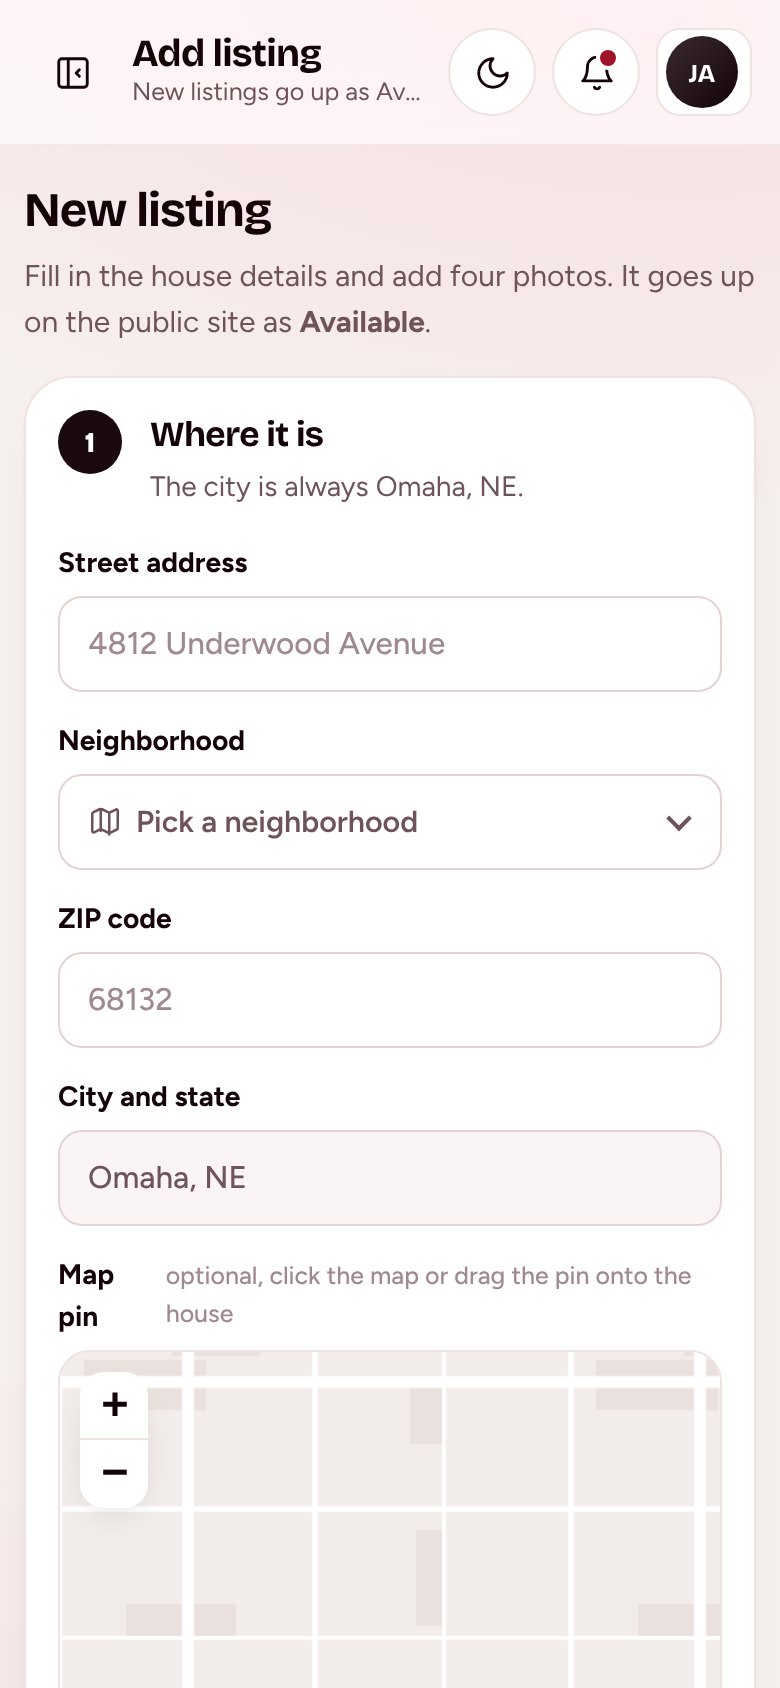 Add listing
New listings go up as Av...
JA
New listing
Fill in the house details and add four photos. It goes up
on the public site as Available.
1
Where it is
The city is always Omaha, NE.
Street address
4812 Underwood Avenue
Neighborhood
Pick a neighborhood
ZIP code
68132
City and state
Omaha, NE
Map
pin
optional, click the map or drag the pin onto the
house
+
−